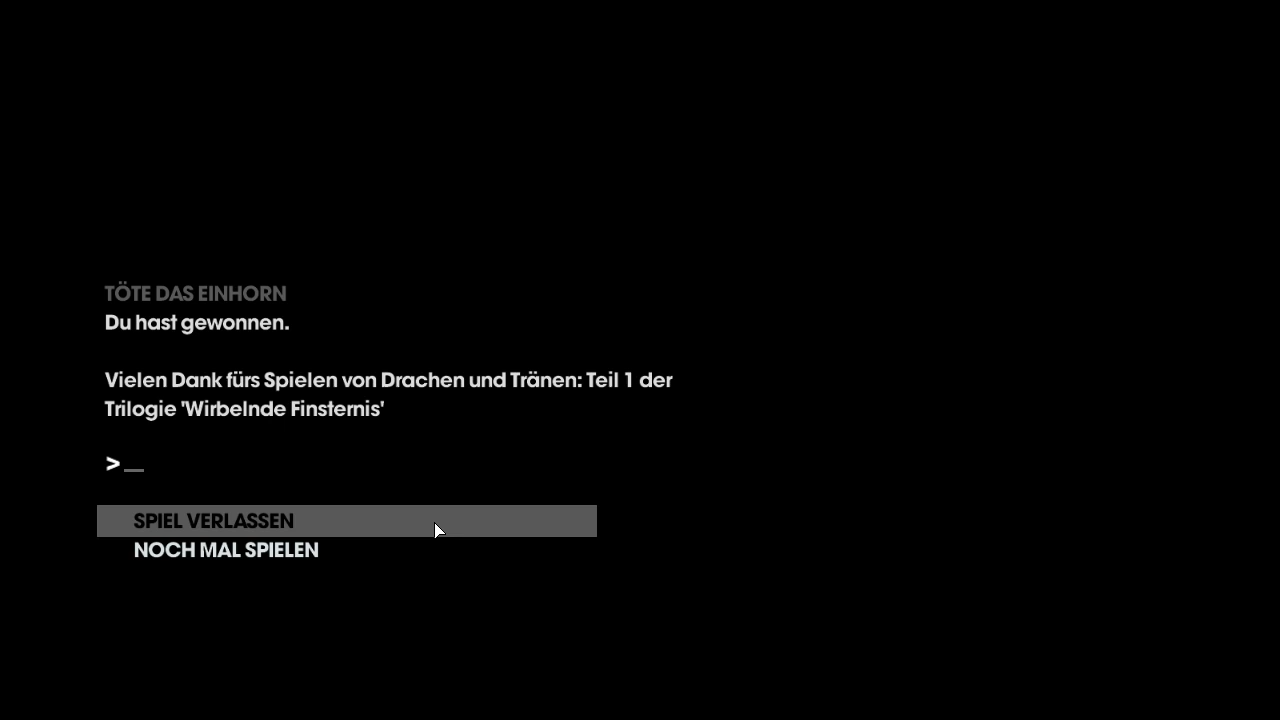 TÖTE DAS EINHORN
Du hast gewonnen.
Vielen Dank fürs Spielen von Drachen und Tränen: Teil 1 der
Trilogie 'Wirbelnde Finsternis'
>_
SPIEL VERLASSEN
NOCH MAL SPIELEN